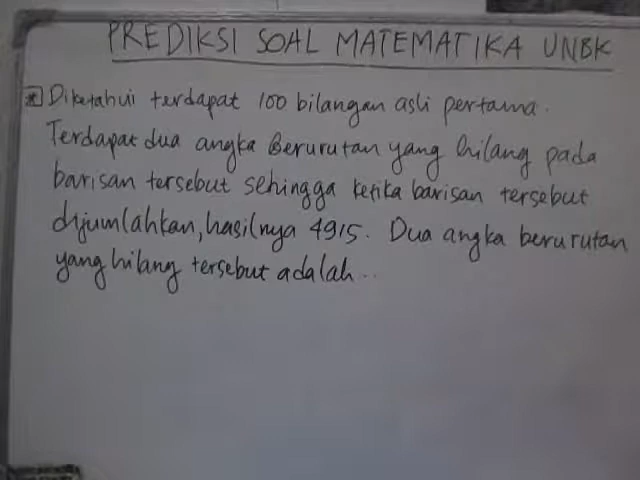 PREDIKSI SOAL MATEMATIKA UNBK
* Diketahui terdapat 100 bilangan asli pertama.
Terdapat dua angka Berurutan yang hilang pada
barisan tersebut sehingga ketika barisan tersebut
dijumlahkan, hasilnya 4915. Dua angka berurutan
yang hilang tersebut adalah...